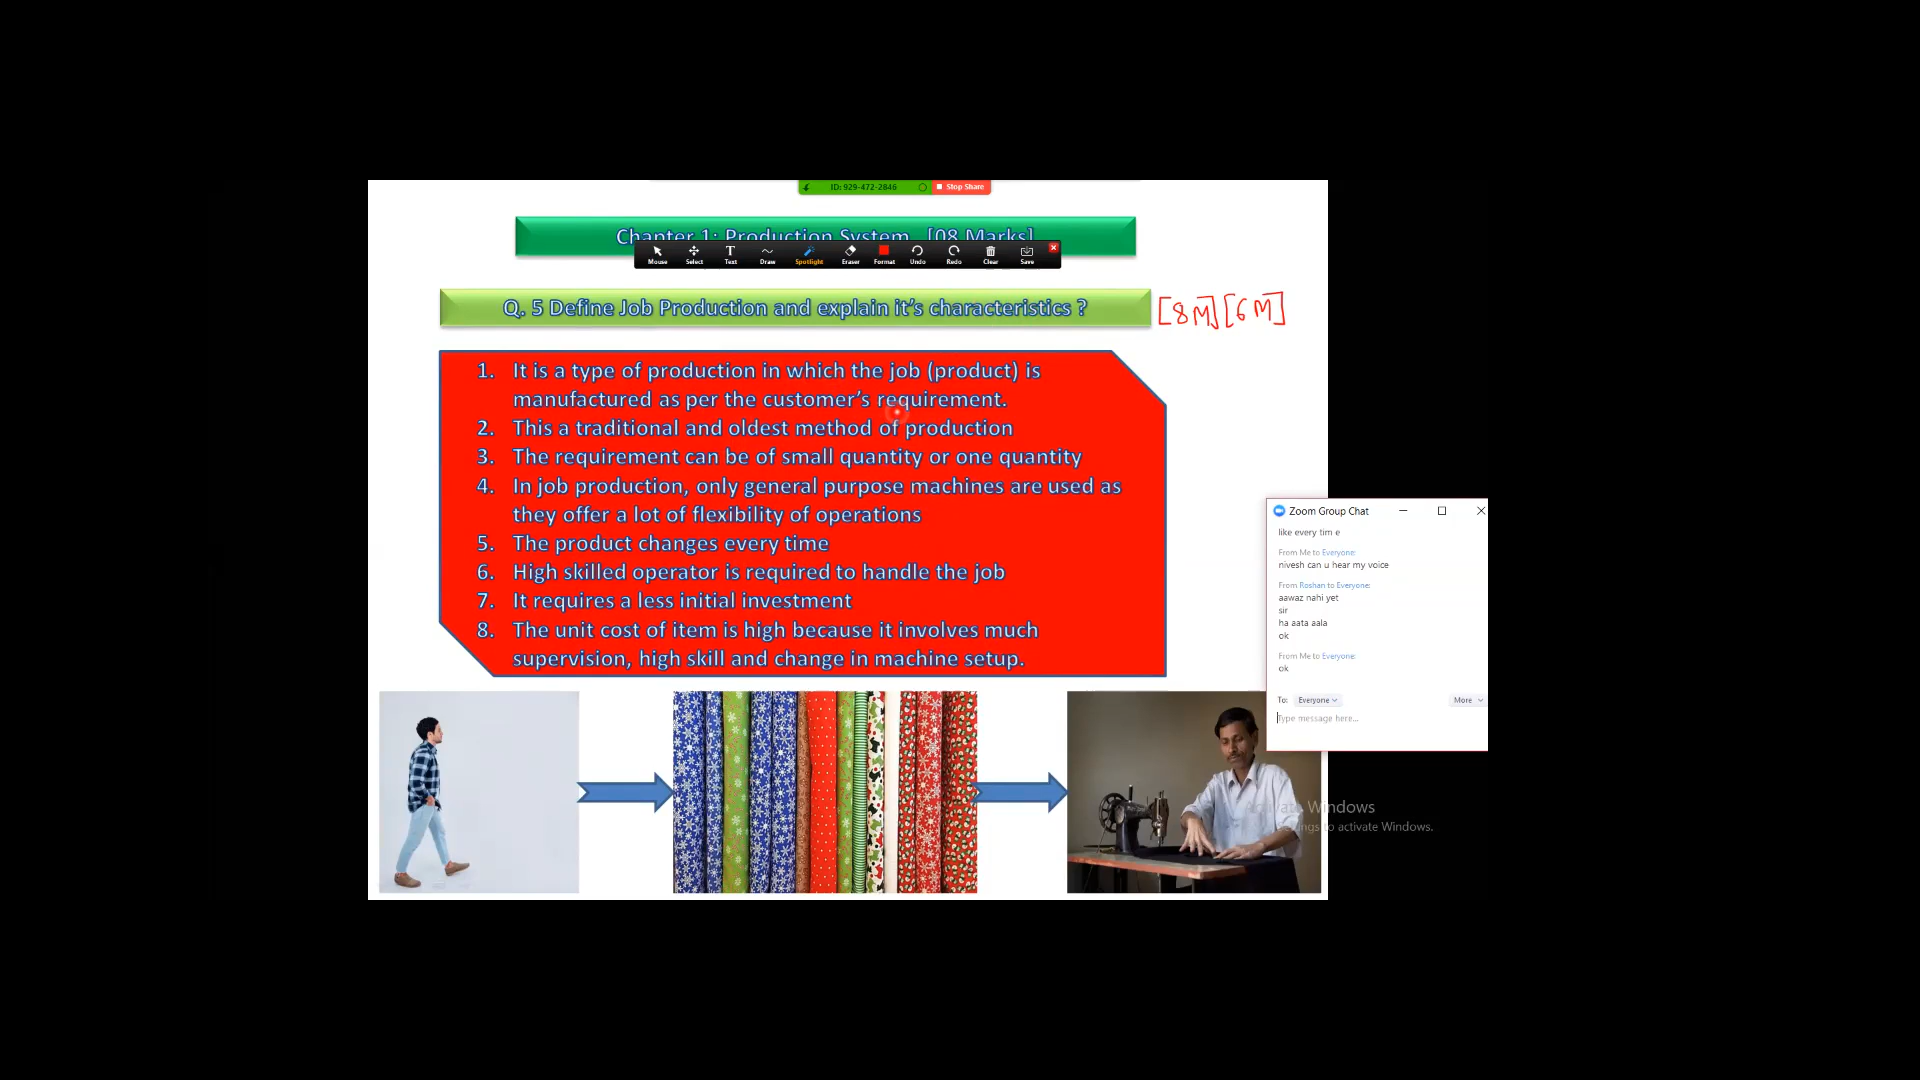 ID: 929-472-2846 Stop Share
Chapter 1: Production System [08 Marks]
Mouse Select Text Draw Spotlight Eraser Format Undo Redo Clear Save
Q. 5 Define Job Production and explain it's characteristics ?
[8M][6M]
1. It is a type of production in which the job (product) is
manufactured as per the customer's requirement.
2. This a traditional and oldest method of production
3. The requirement can be of small quantity or one quantity
4. In job production, only general purpose machines are used as
they offer a lot of flexibility of operations
5. The product changes every time
6. High skilled operator is required to handle the job
7. It requires a less initial investment
8. The unit cost of item is high because it involves much
supervision, high skill and change in machine setup.
Zoom Group Chat
like every tim e
From Me to Everyone:
nivesh can u hear my voice
From Roshan to Everyone:
aawaz nahi yet
sir
ha aata aala
ok
From Me to Everyone:
ok
To: Everyone More
Type message here...
Windows
to activate Windows.